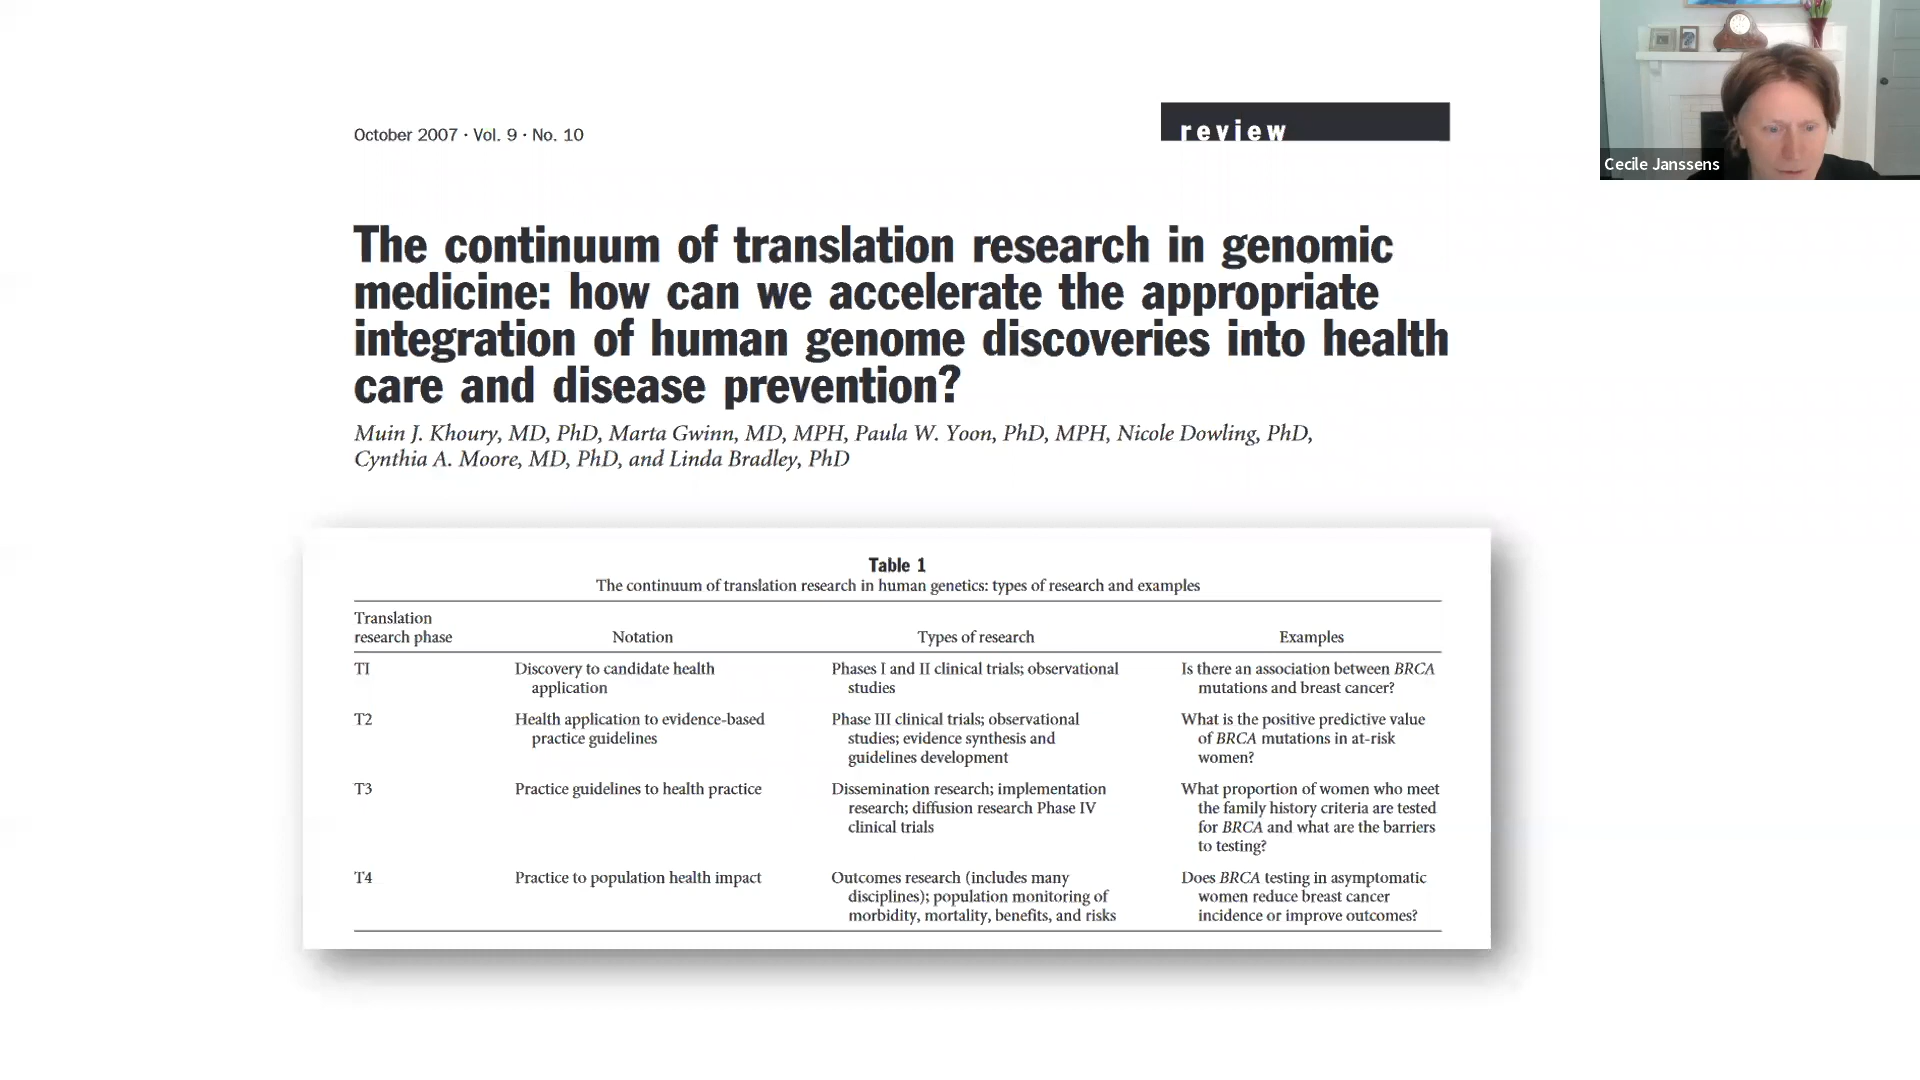 October 2007 · Vol. 9 · No. 10
review
The continuum of translation research in genomic
medicine: how can we accelerate the appropriate
integration of human genome discoveries into health
care and disease prevention?
Muin J. Khoury, MD, PhD, Marta Gwinn, MD, MPH, Paula W. Yoon, PhD, MPH, Nicole Dowling, PhD,
Cynthia A. Moore, MD, PhD, and Linda Bradley, PhD
Cecile Janssens
Table 1
The continuum of translation research in human genetics: types of research and examples
Translation
research phase Notation Types of research Examples
T1 Discovery to candidate health Phases I and II clinical trials; observational Is there an association between BRCA
application studies mutations and breast cancer?
T2 Health application to evidence-based Phase III clinical trials; observational What is the positive predictive value
practice guidelines studies; evidence synthesis and of BRCA mutations in at-risk
guidelines development women?
T3 Practice guidelines to health practice Dissemination research; implementation What proportion of women who meet
research; diffusion research Phase IV the family history criteria are tested
clinical trials for BRCA and what are the barriers
to testing?
T4 Practice to population health impact Outcomes research (includes many Does BRCA testing in asymptomatic
disciplines); population monitoring of women reduce breast cancer
morbidity, mortality, benefits, and risks incidence or improve outcomes?